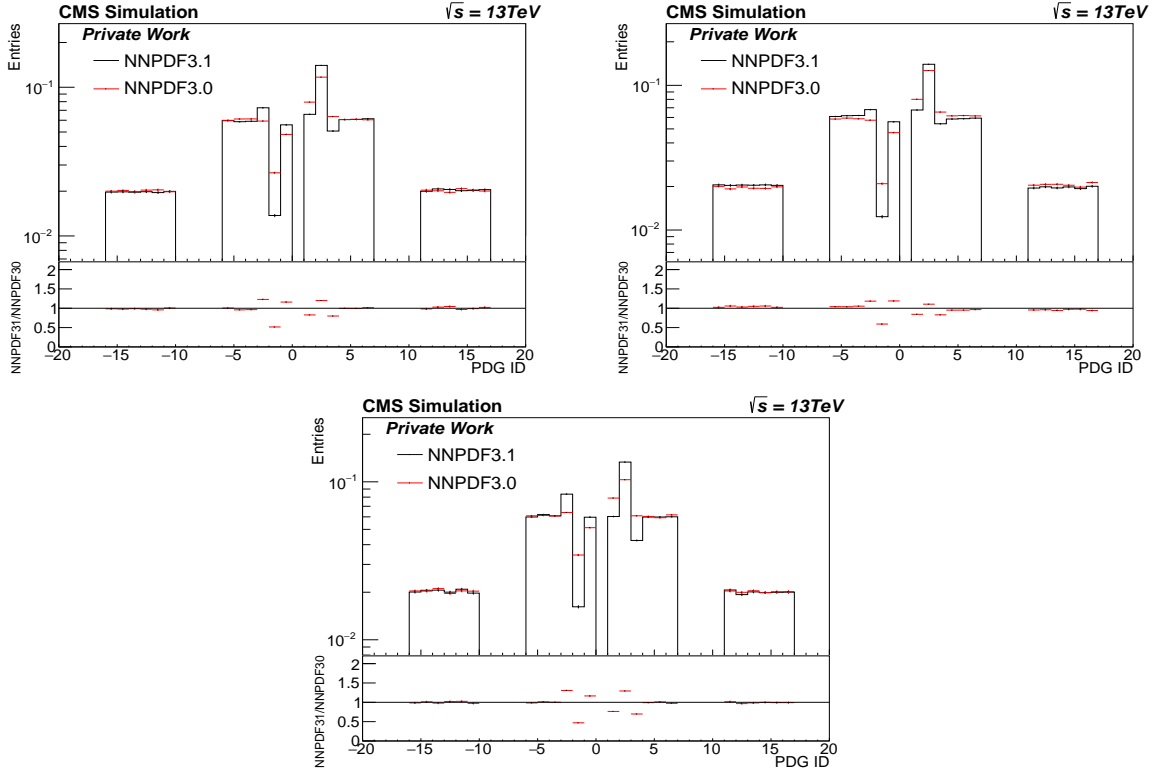 CMS Simulation √s = 13TeV
Private Work
NNPDF3.1
NNPDF3.0
Entries
10⁻¹
10⁻²
NNPDF31/NNPDF30
2
1.5
1
0.5
0
−20 −15 −10 −5 0 5 10 15 20
PDG ID
CMS Simulation √s = 13TeV
Private Work
NNPDF3.1
NNPDF3.0
Entries
10⁻¹
10⁻²
NNPDF31/NNPDF30
2
1.5
1
0.5
0
−20 −15 −10 −5 0 5 10 15 20
PDG ID
CMS Simulation √s = 13TeV
Private Work
NNPDF3.1
NNPDF3.0
Entries
10⁻¹
10⁻²
NNPDF31/NNPDF30
2
1.5
1
0.5
0
−20 −15 −10 −5 0 5 10 15 20
PDG ID